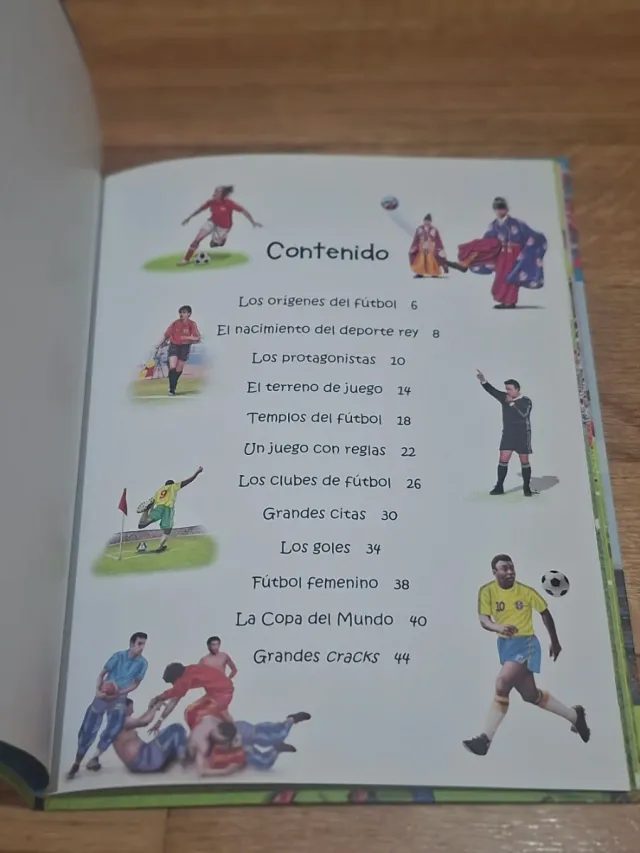 Contenido
Los orígenes del fútbol 6
El nacimiento del deporte rey 8
Los protagonistas 10
El terreno de juego 14
Templos del fútbol 18
Un juego con reglas 22
Los clubes de fútbol 26
Grandes citas 30
Los goles 34
Fútbol femenino 38
La Copa del Mundo 40
Grandes cracks 44
9
10